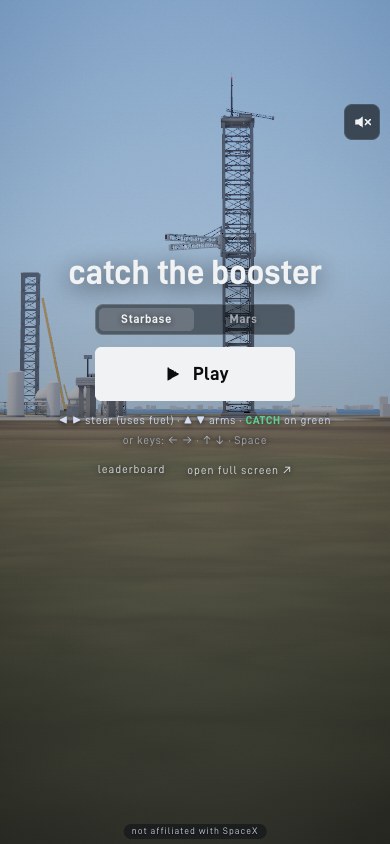 catch the booster
Starbase Mars
▶ Play
◀ ▶ steer (uses fuel) · ▲ ▼ arms · CATCH on green
or keys: ← → · ↑ ↓ · Space
leaderboard open full screen ↗
not affiliated with SpaceX